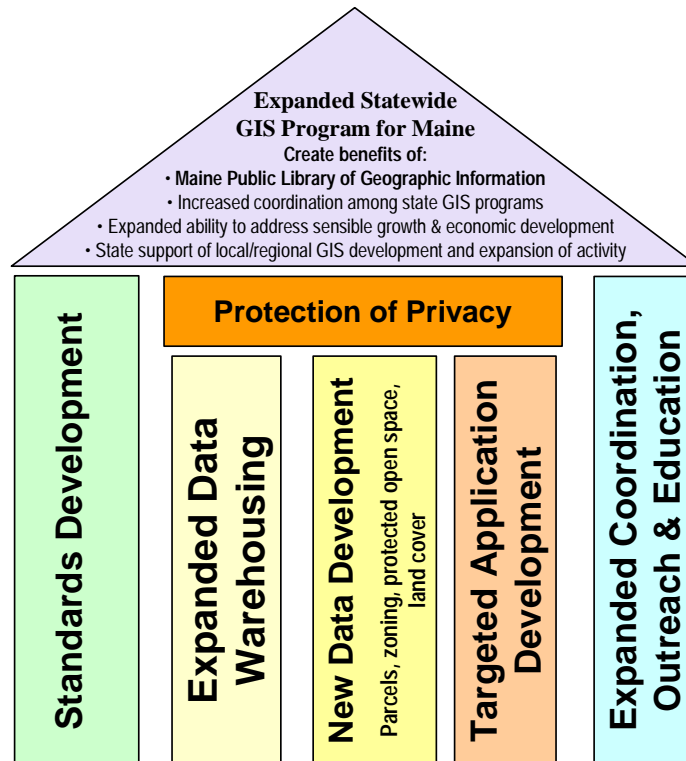 Expanded Statewide
GIS Program for Maine
Create benefits of:
• Maine Public Library of Geographic Information
• Increased coordination among state GIS programs
• Expanded ability to address sensible growth & economic development
• State support of local/regional GIS development and expansion of activity
Standards Development
Protection of Privacy
Expanded Data
Warehousing
New Data Development
Parcels, zoning, protected open space,
land cover
Targeted Application
Development
Expanded Coordination,
Outreach & Education